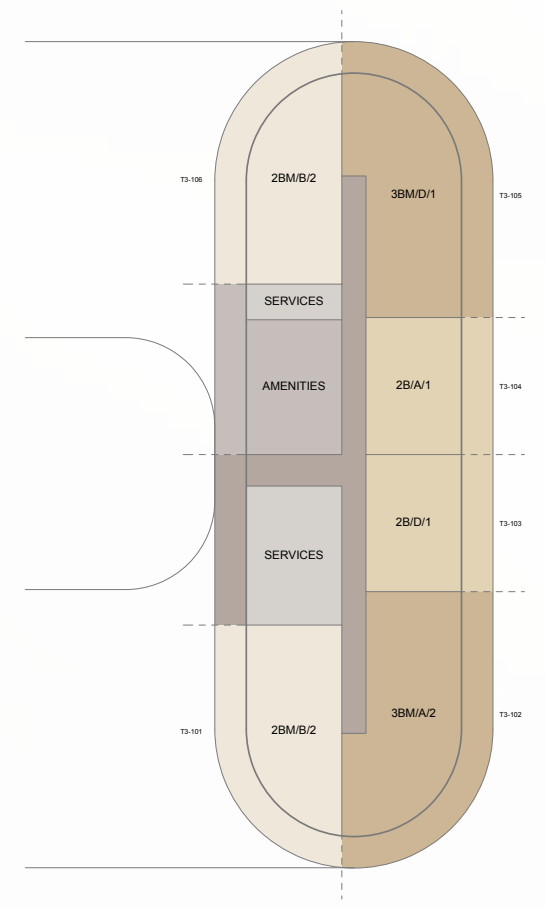 T3-106
2BM/B/2
3BM/D/1
T3-105
SERVICES
AMENITIES
2B/A/1
T3-104
2B/D/1
T3-103
SERVICES
T3-101
2BM/B/2
3BM/A/2
T3-102